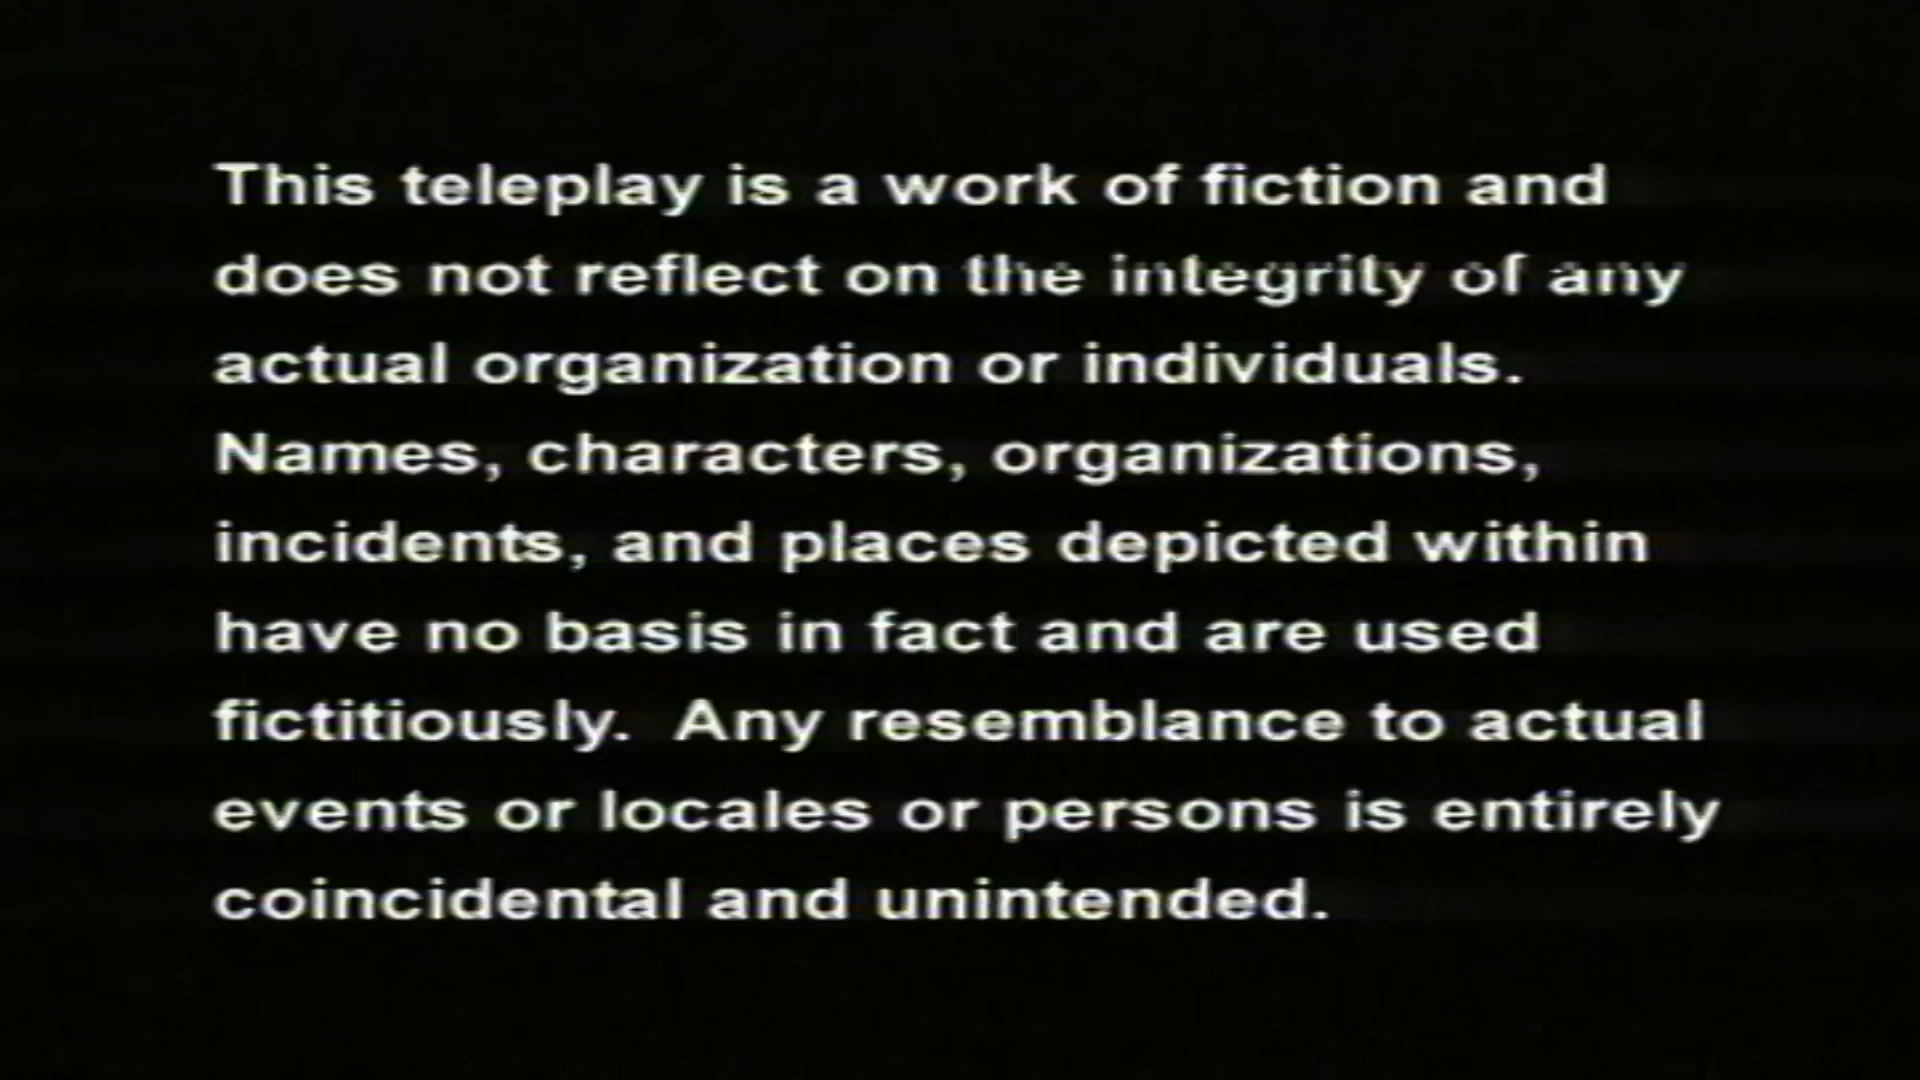 This teleplay is a work of fiction and
does not reflect on the integrity of any
actual organization or individuals.
Names, characters, organizations,
incidents, and places depicted within
have no basis in fact and are used
fictitiously.  Any resemblance to actual
events or locales or persons is entirely
coincidental and unintended.